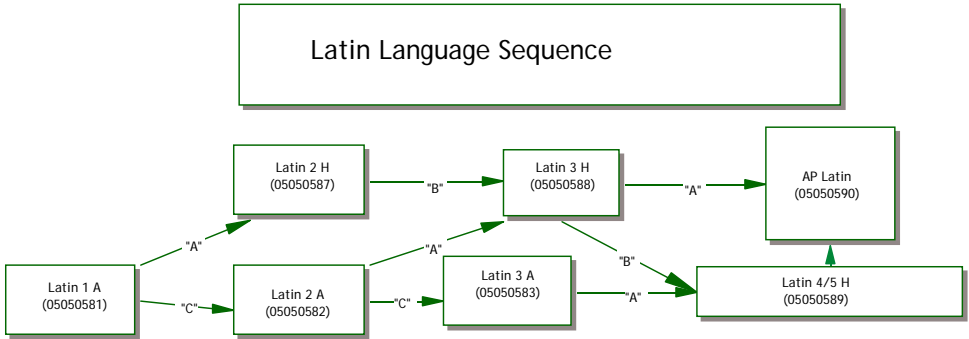 Latin Language Sequence
Latin 2 H
(05050587)
Latin 3 H
(05050588)
AP Latin
(05050590)
"B"
"A"
"A"
"A"
"B"
Latin 1 A
(05050581)
Latin 2 A
(05050582)
Latin 3 A
(05050583)
Latin 4/5 H
(05050589)
"C"
"C"
"A"